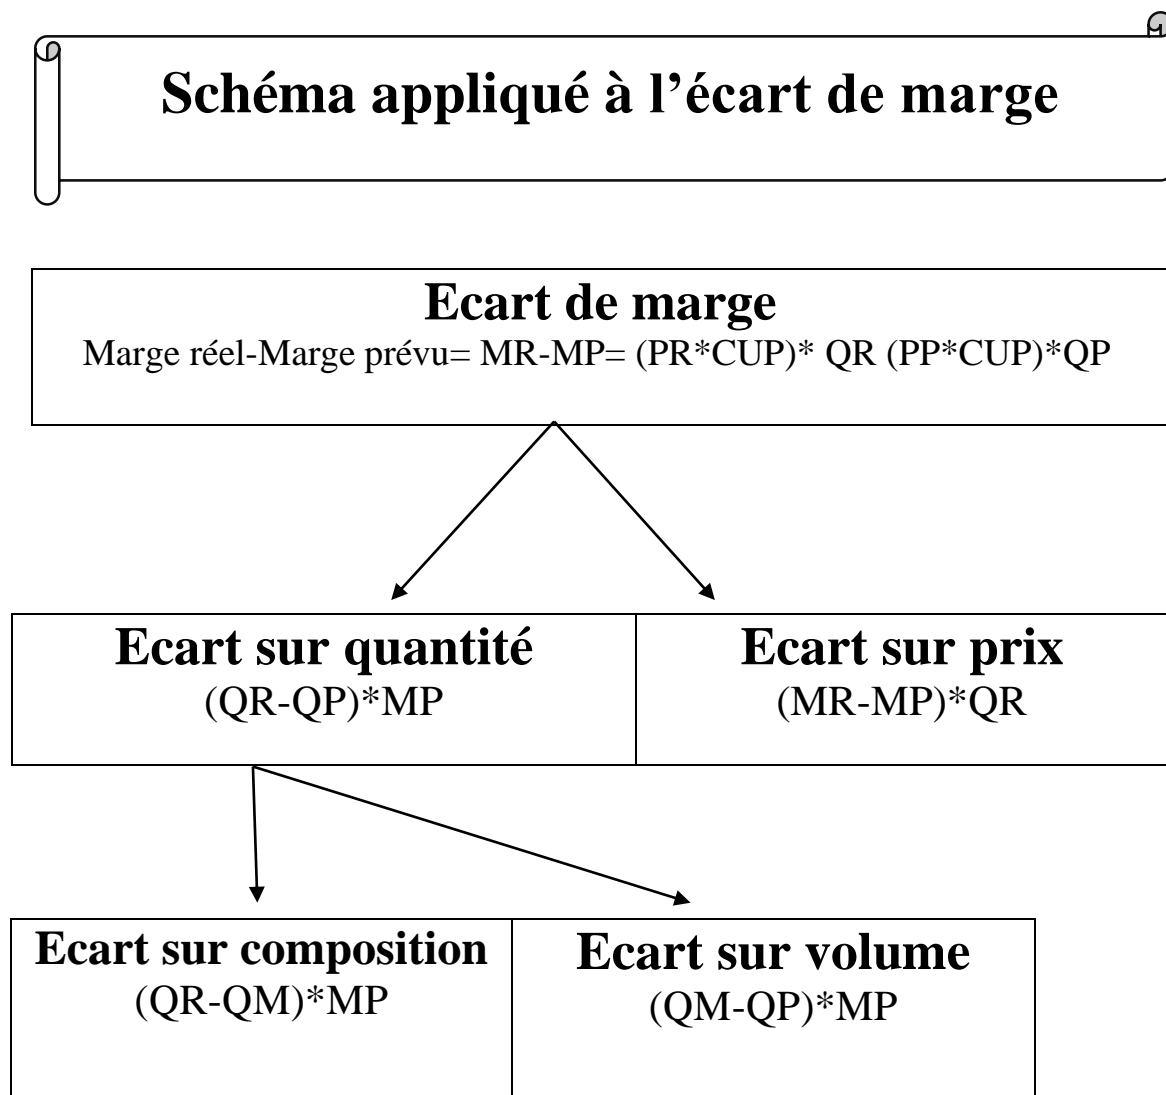 Schéma appliqué à l’écart de marge
Ecart de marge
Marge réel-Marge prévu= MR-MP= (PR*CUP)* QR (PP*CUP)*QP
Ecart sur quantité
(QR-QP)*MP
Ecart sur prix
(MR-MP)*QR
Ecart sur composition
(QR-QM)*MP
Ecart sur volume
(QM-QP)*MP